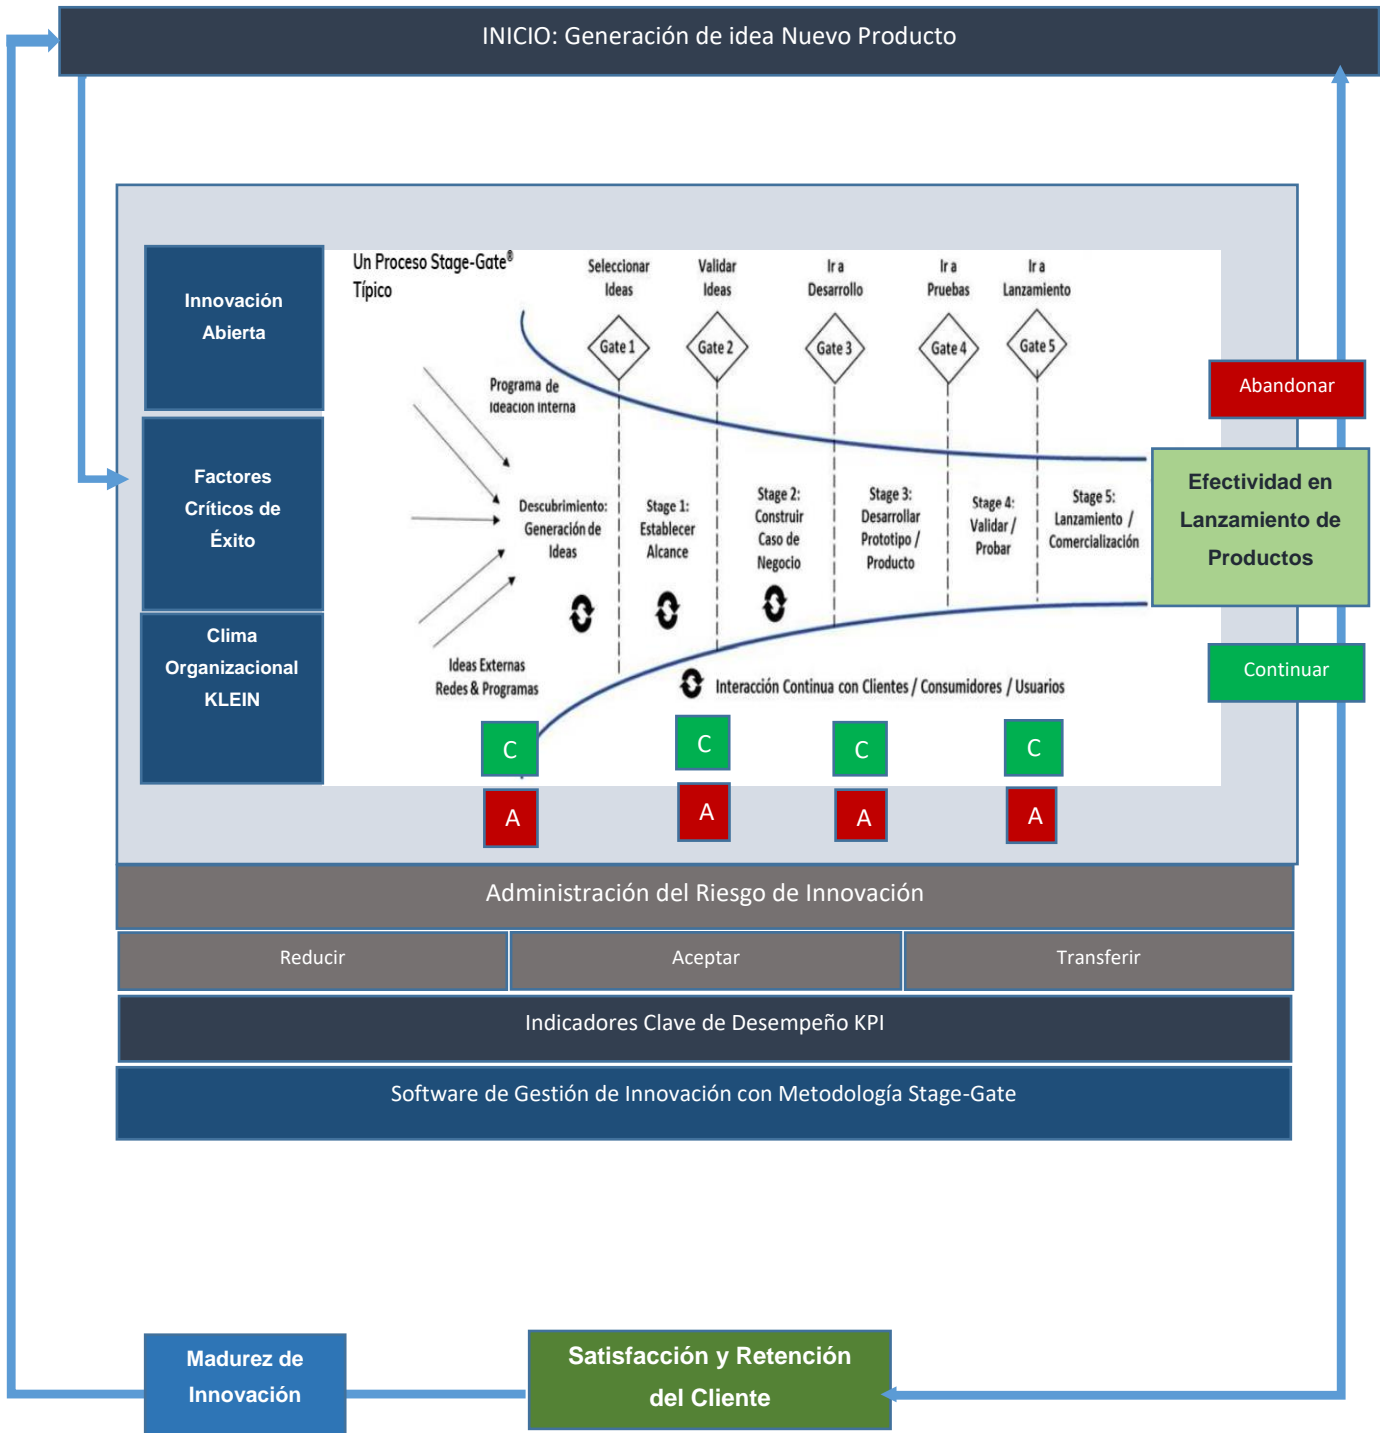 INICIO: Generación de idea Nuevo Producto
Innovación
Abierta
Factores
Críticos de
Éxito
Clima
Organizacional
KLEIN
Un Proceso Stage-Gate®
Típico
Seleccionar
Ideas
Validar
Ideas
Ir a
Desarrollo
Ir a
Pruebas
Ir a
Lanzamiento
Gate 1
Gate 2
Gate 3
Gate 4
Gate 5
Programa de
Ideación Interna
Descubrimiento:
Generación de
Ideas
Stage 1:
Establecer
Alcance
Stage 2:
Construir
Caso de
Negocio
Stage 3:
Desarrollar
Prototipo /
Producto
Stage 4:
Validar /
Probar
Stage 5:
Lanzamiento /
Comercialización
Ideas Externas
Redes & Programas
Interacción Continua con Clientes / Consumidores / Usuarios
C
C
C
C
A
A
A
A
Abandonar
Efectividad en
Lanzamiento de
Productos
Continuar
Administración del Riesgo de Innovación
Reducir
Aceptar
Transferir
Indicadores Clave de Desempeño KPI
Software de Gestión de Innovación con Metodología Stage-Gate
Madurez de
Innovación
Satisfacción y Retención
del Cliente